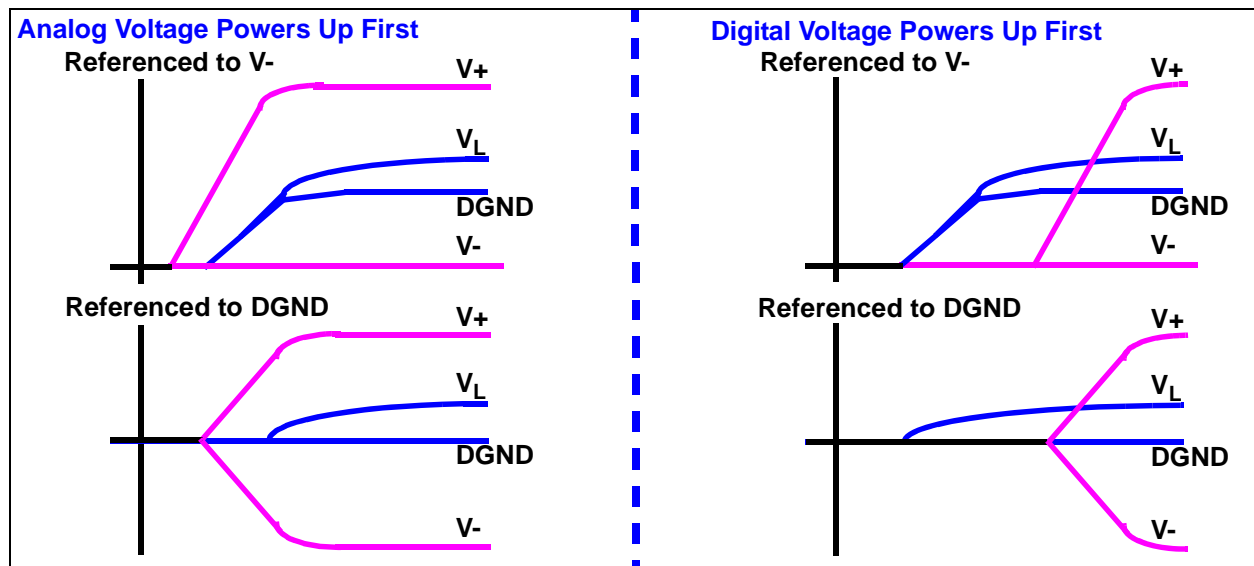 Analog Voltage Powers Up First
Referenced to V-
V+
VL
DGND
V-
Referenced to DGND
V+
VL
DGND
V-
Digital Voltage Powers Up First
Referenced to V-
V+
VL
DGND
V-
Referenced to DGND
V+
VL
DGND
V-